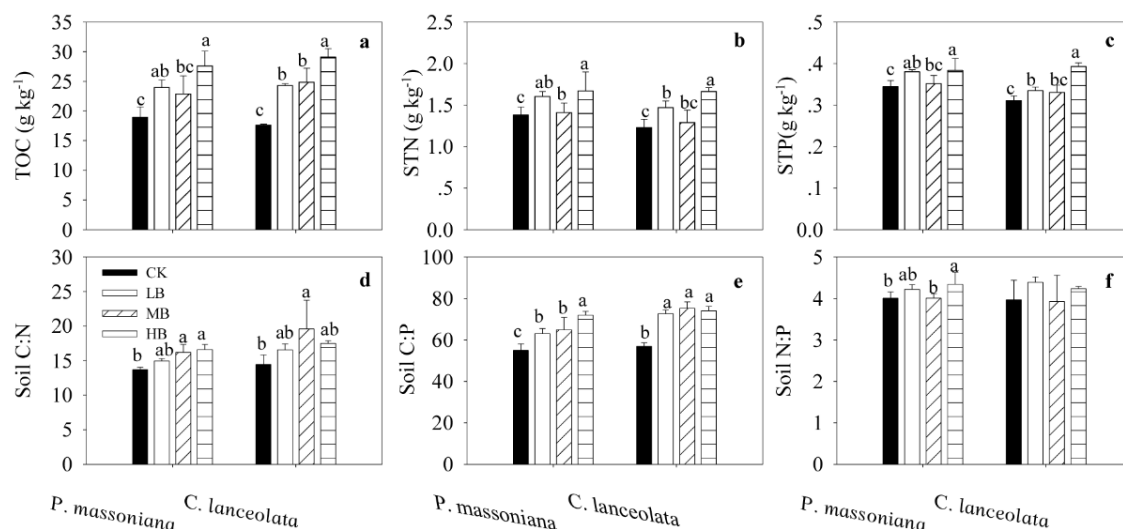 a
TOC (g kg-1)
35
30
25
20
15
10
5
0
c
ab
bc
a
c
b
b
a
b
STN (g kg-1)
2.5
2.0
1.5
1.0
.5
0.0
c
ab
b
a
c
b
bc
a
c
STP(g kg-1)
.5
.4
.3
.2
.1
0.0
c
ab
bc
a
c
b
bc
a
d
Soil C:N
30
25
20
15
10
5
0
CK
LB
MB
HB
b
ab
a
a
b
ab
a
ab
P. massoniana
C. lanceolata
e
Soil C:P
100
80
60
40
20
0
c
b
b
a
b
a
a
a
P. massoniana
C. lanceolata
f
Soil N:P
5
4
3
2
1
0
b
ab
b
a
P. massoniana
C. lanceolata